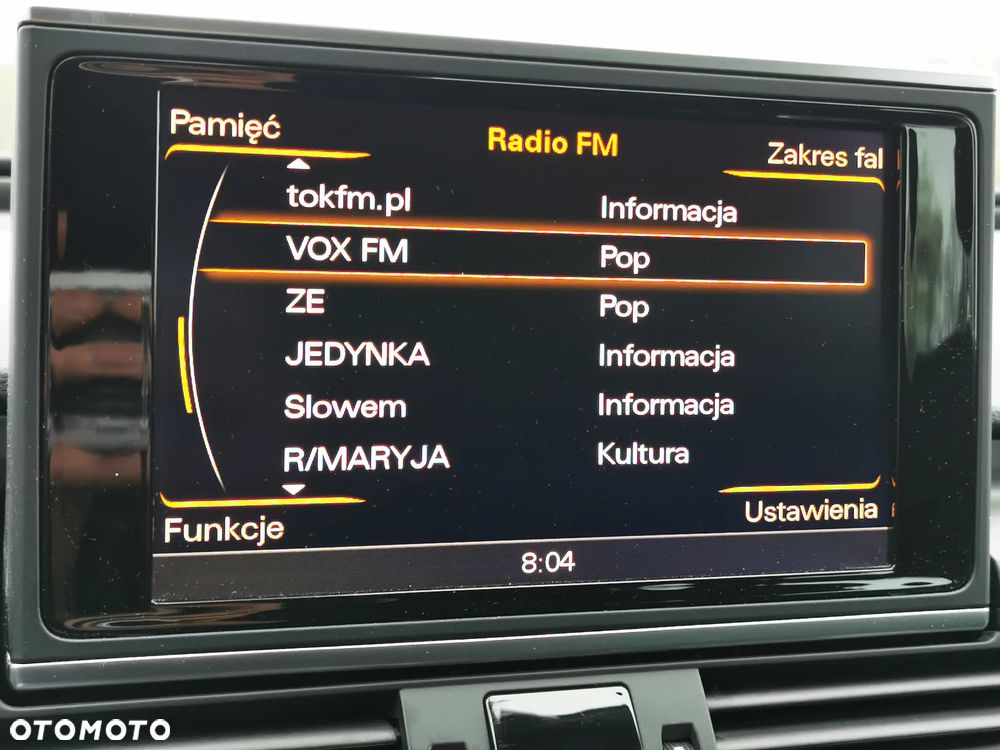 Pamięć
Radio FM
Zakres fal
tokfm.pl Informacja
VOX FM Pop
ZE Pop
JEDYNKA Informacja
Slowem Informacja
R/MARYJA Kultura
Funkcje
Ustawienia
8:04
OTOMOTO